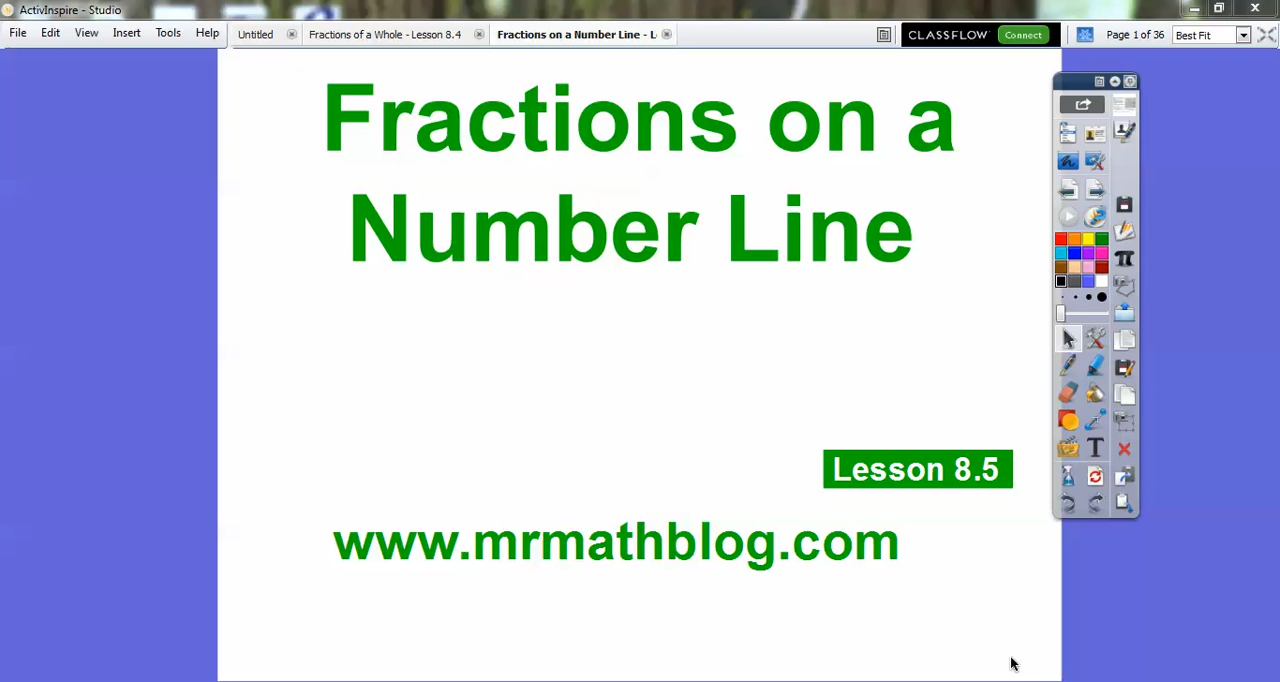 ActivInspire - Studio
File Edit View Insert Tools Help
Untitled Fractions of a Whole - Lesson 8.4 Fractions on a Number Line - L
CLASSFLOW Connect Page 1 of 36 Best Fit
Fractions on a
Number Line
Lesson 8.5
www.mrmathblog.com